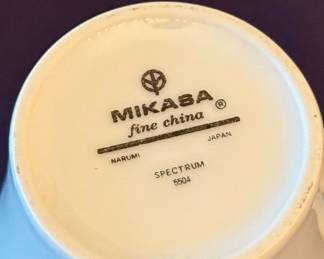 MIKASA ®
fine china
NARUMI JAPAN
SPECTRUM
5504